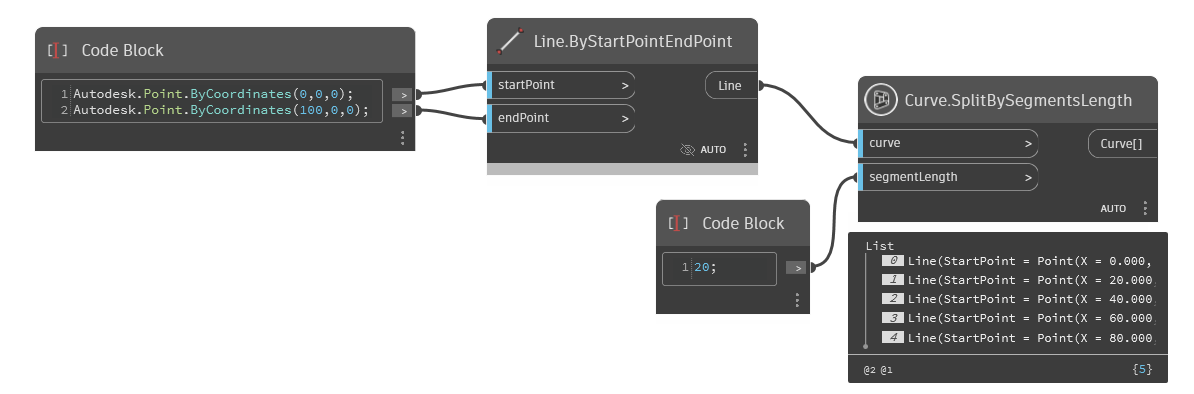 Code Block
1 Autodesk.Point.ByCoordinates(0,0,0);
2 Autodesk.Point.ByCoordinates(100,0,0);
>
>
Line.ByStartPointEndPoint
startPoint >
Line
endPoint >
AUTO
Curve.SplitBySegmentsLength
curve >
Curve[]
segmentLength >
AUTO
Code Block
1 20;
>
List
0 Line(StartPoint = Point(X = 0.000,
1 Line(StartPoint = Point(X = 20.000,
2 Line(StartPoint = Point(X = 40.000,
3 Line(StartPoint = Point(X = 60.000,
4 Line(StartPoint = Point(X = 80.000,
@2 @1 {5}